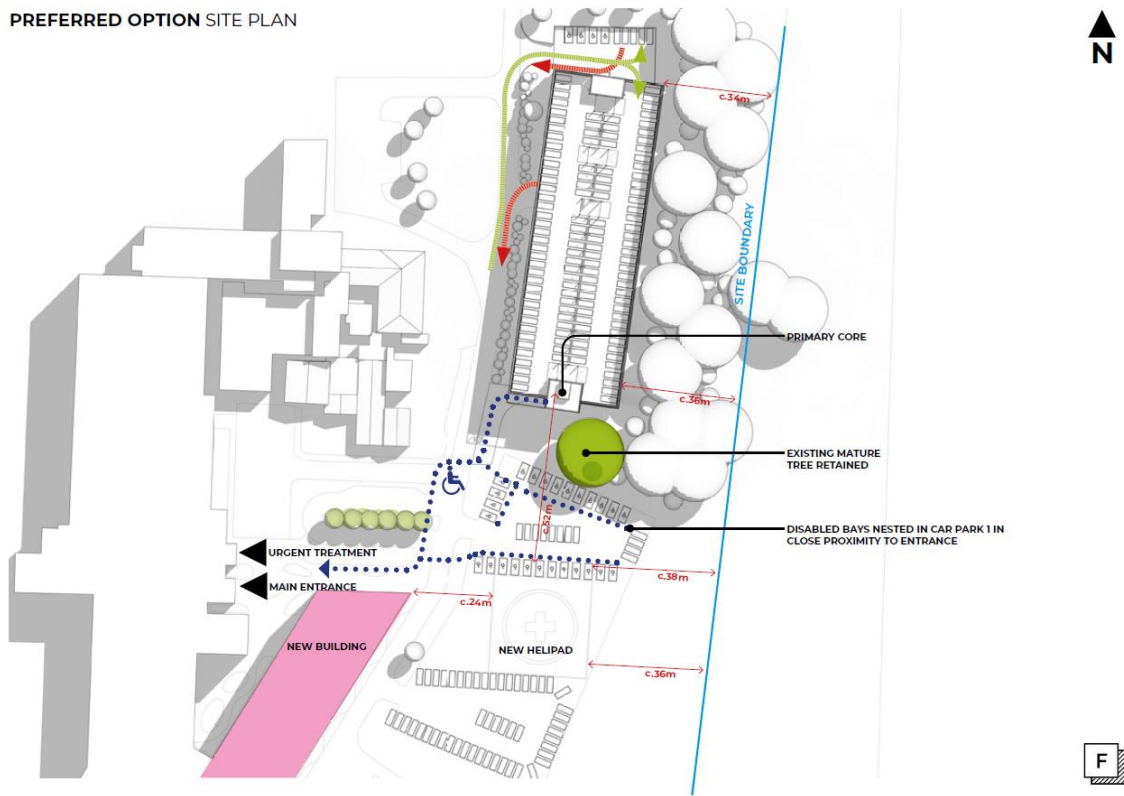 PREFERRED OPTION SITE PLAN
N
c.34m
SITE BOUNDARY
PRIMARY CORE
c.36m
EXISTING MATURE
TREE RETAINED
c.52m
DISABLED BAYS NESTED IN CAR PARK 1 IN
CLOSE PROXIMITY TO ENTRANCE
URGENT TREATMENT
c.38m
MAIN ENTRANCE
c.24m
NEW BUILDING
NEW HELIPAD
c.36m
F